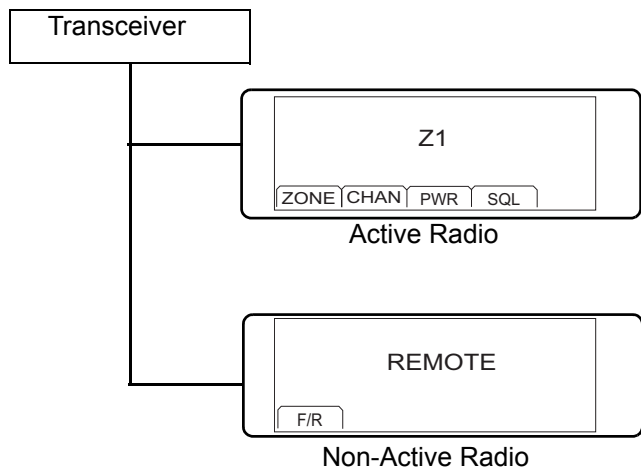 Transceiver
Z1
ZONE CHAN PWR SQL
Active Radio
REMOTE
F/R
Non-Active Radio